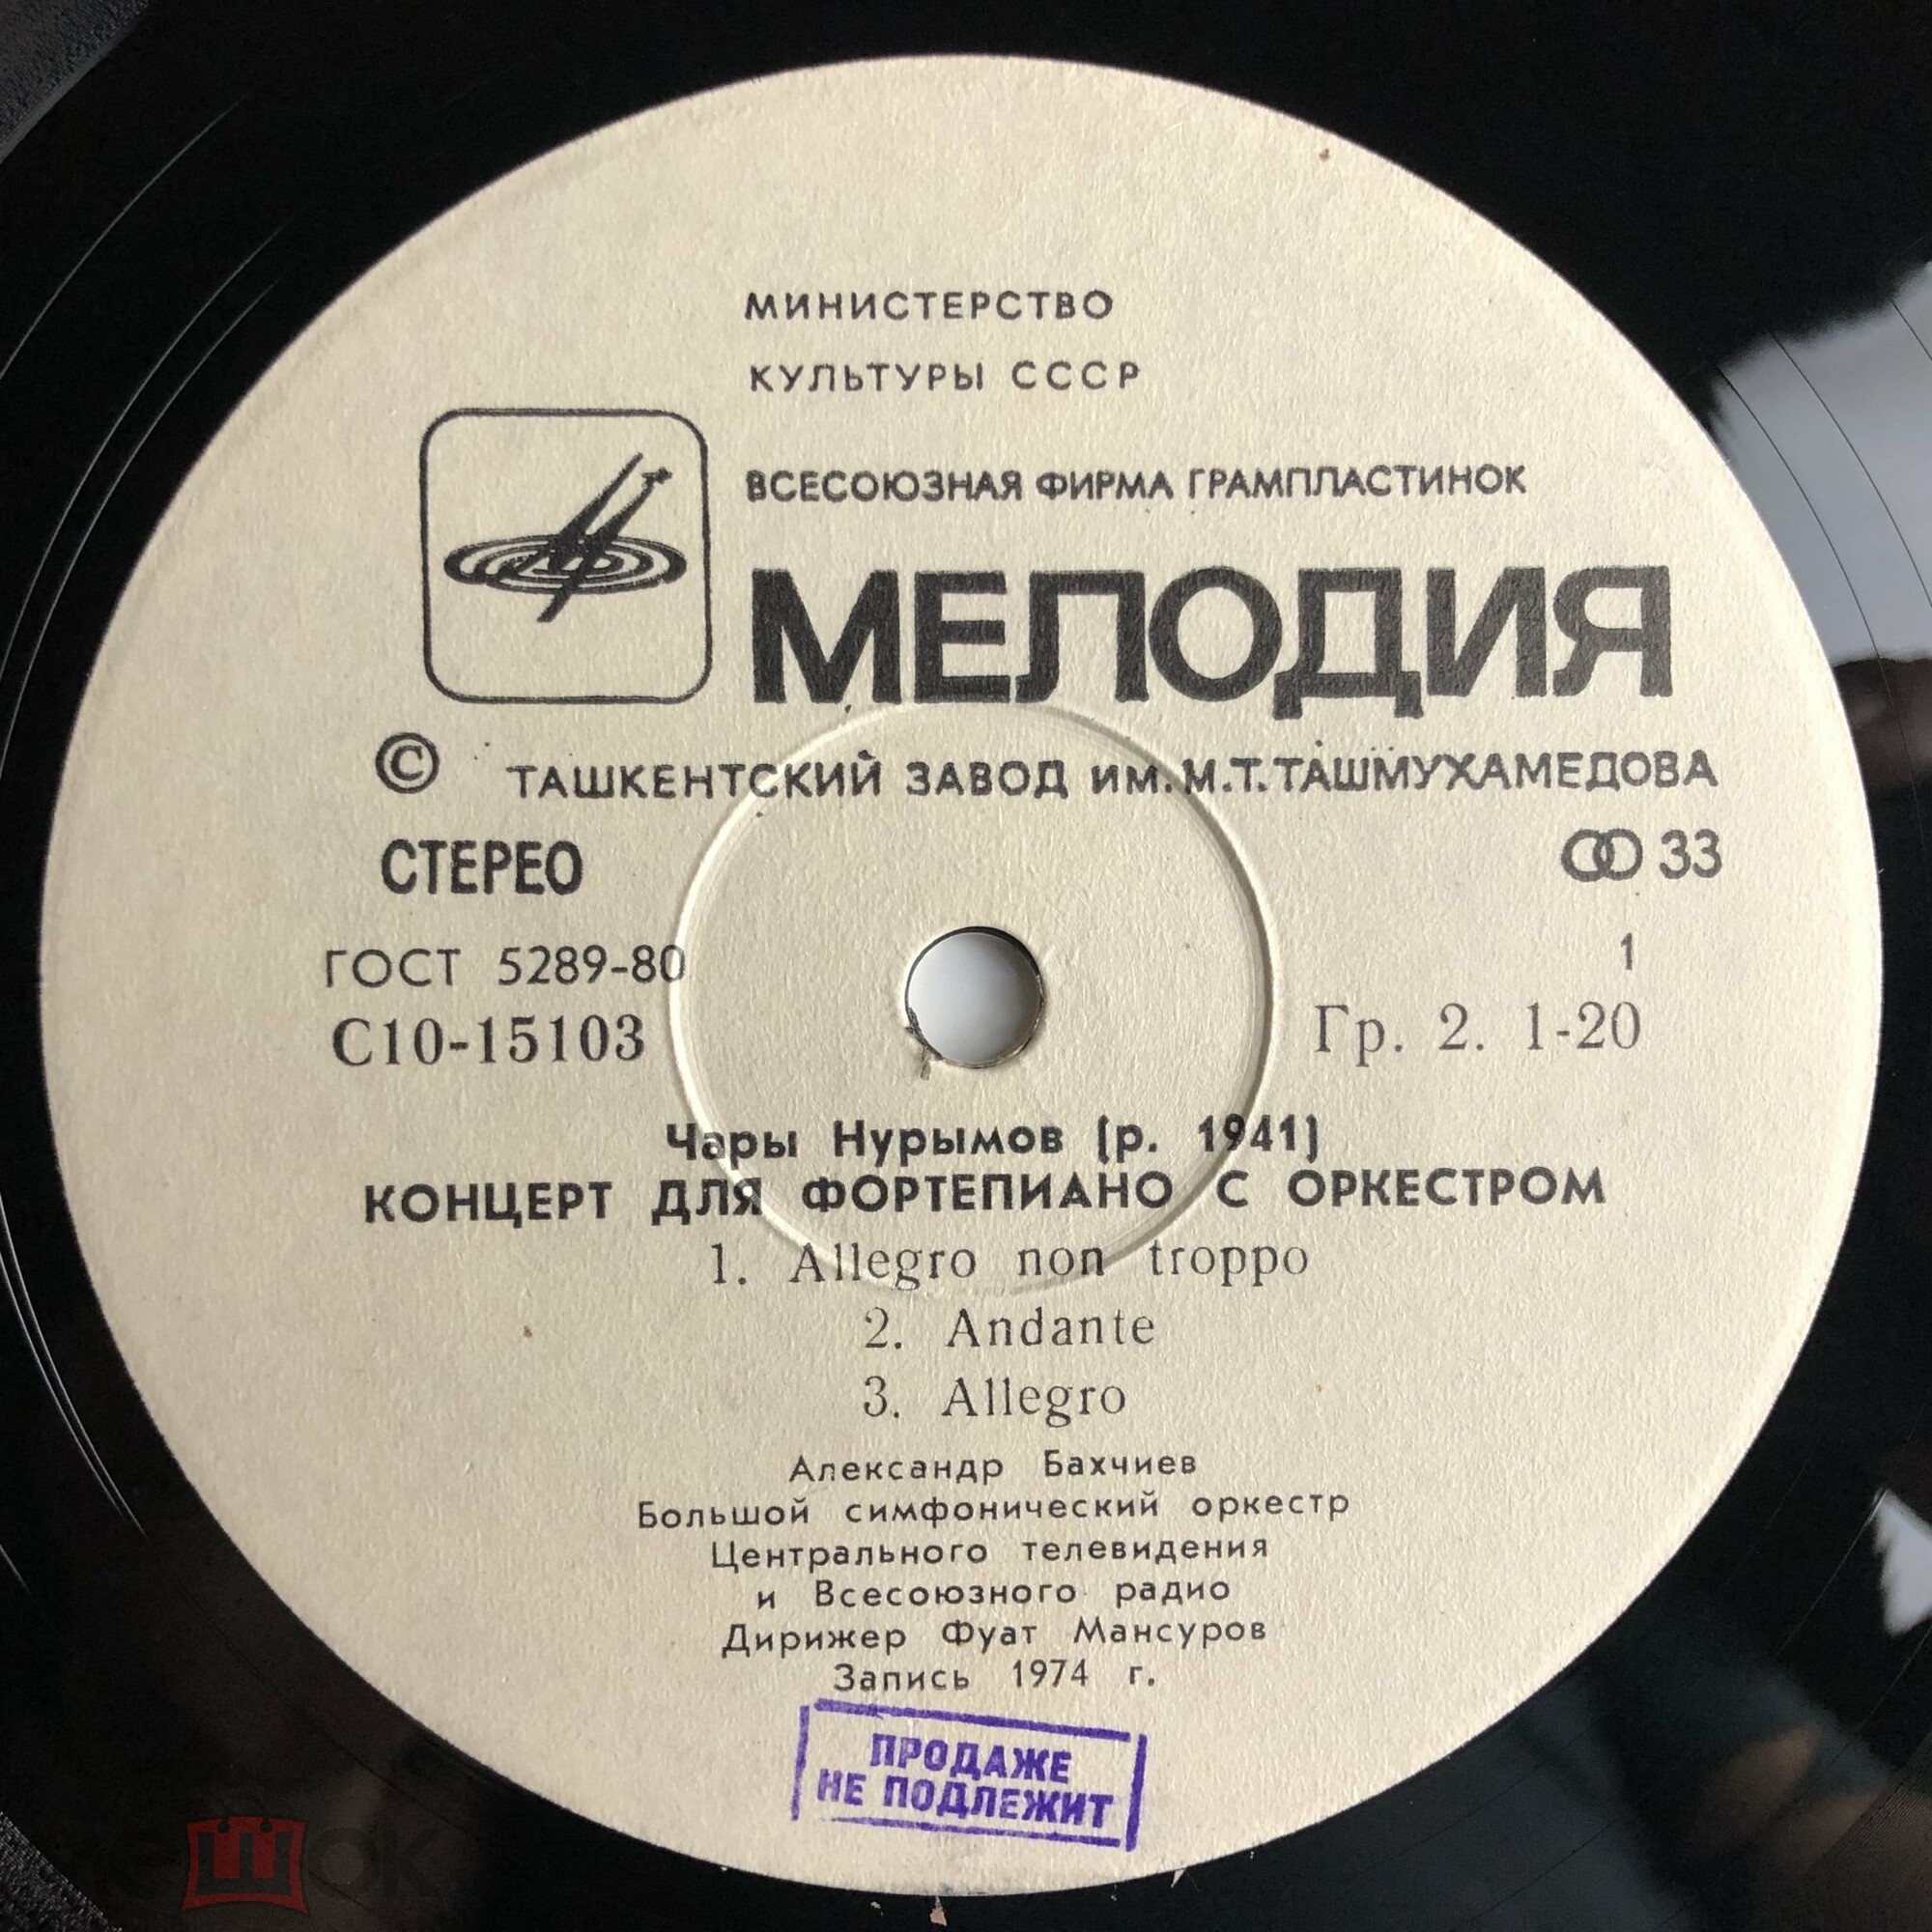 МИНИСТЕРСТВО
КУЛЬТУРЫ СССР
ВСЕСОЮЗНАЯ ФИРМА ГРАМПЛАСТИНОК
МЕЛОДИЯ
© ТАШКЕНТСКИЙ ЗАВОД ИМ. М.Т. ТАШМУХАМЕДОВА
СТЕРЕО 33
ГОСТ 5289-80 1
С10-15103 Гр. 2. 1-20
Чары Нурымов (р. 1941)
КОНЦЕРТ ДЛЯ ФОРТЕПИАНО С ОРКЕСТРОМ
1. Allegro non troppo
2. Andante
3. Allegro
Александр Бахчиев
Большой симфонический оркестр
Центрального телевидения
и Всесоюзного радио
Дирижер Фуат Мансуров
Запись 1974 г.
ПРОДАЖЕ
НЕ ПОДЛЕЖИТ
мешок